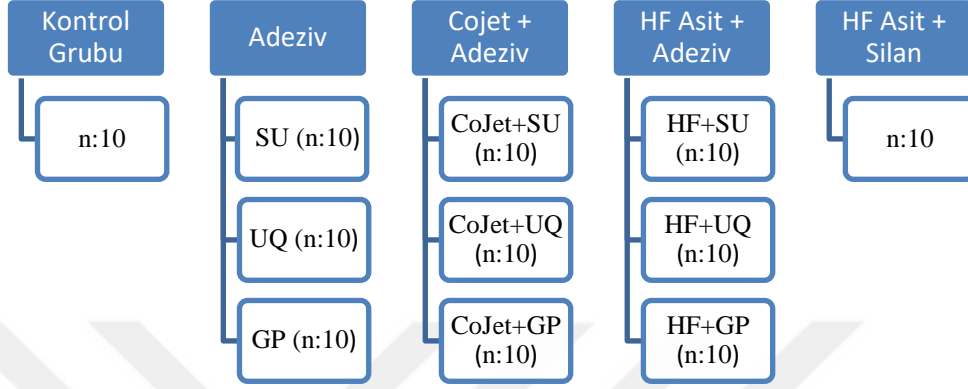 Kontrol
Grubu
n:10
Adeziv
SU (n:10)
UQ (n:10)
GP (n:10)
Cojet +
Adeziv
CoJet+SU
(n:10)
CoJet+UQ
(n:10)
CoJet+GP
(n:10)
HF Asit +
Adeziv
HF+SU
(n:10)
HF+UQ
(n:10)
HF+GP
(n:10)
HF Asit +
Silan
n:10